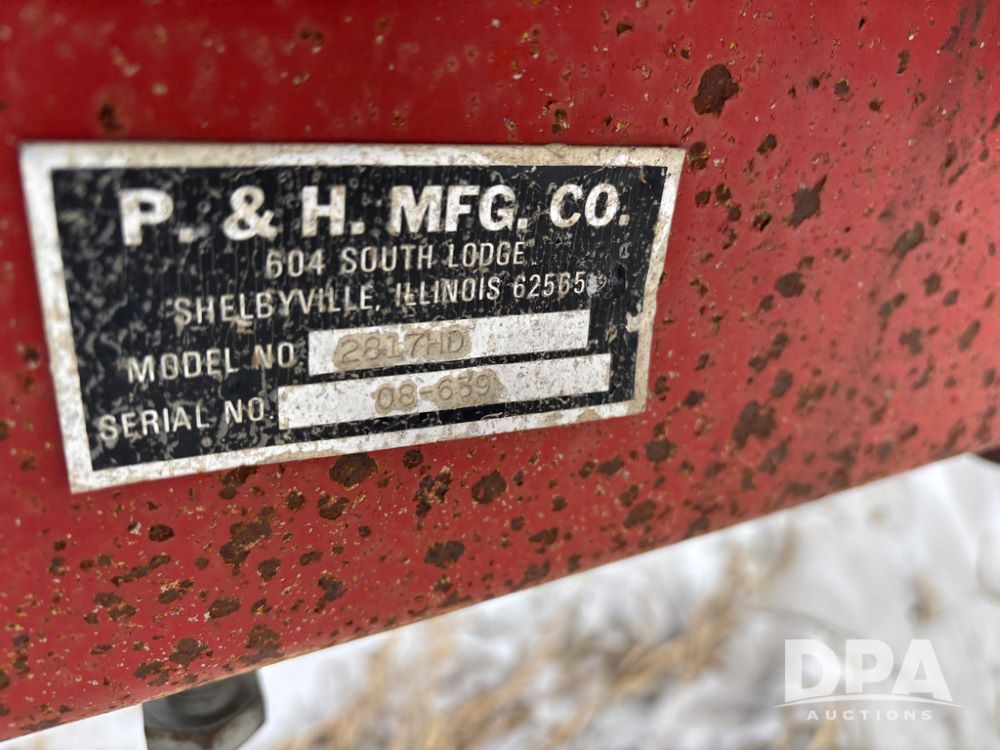 P. & H. MFG. CO.
604 SOUTH LODGE
SHELBYVILLE, ILLINOIS 62565
MODEL NO. 2817HD
SERIAL NO. 08-639
DPA
AUCTIONS